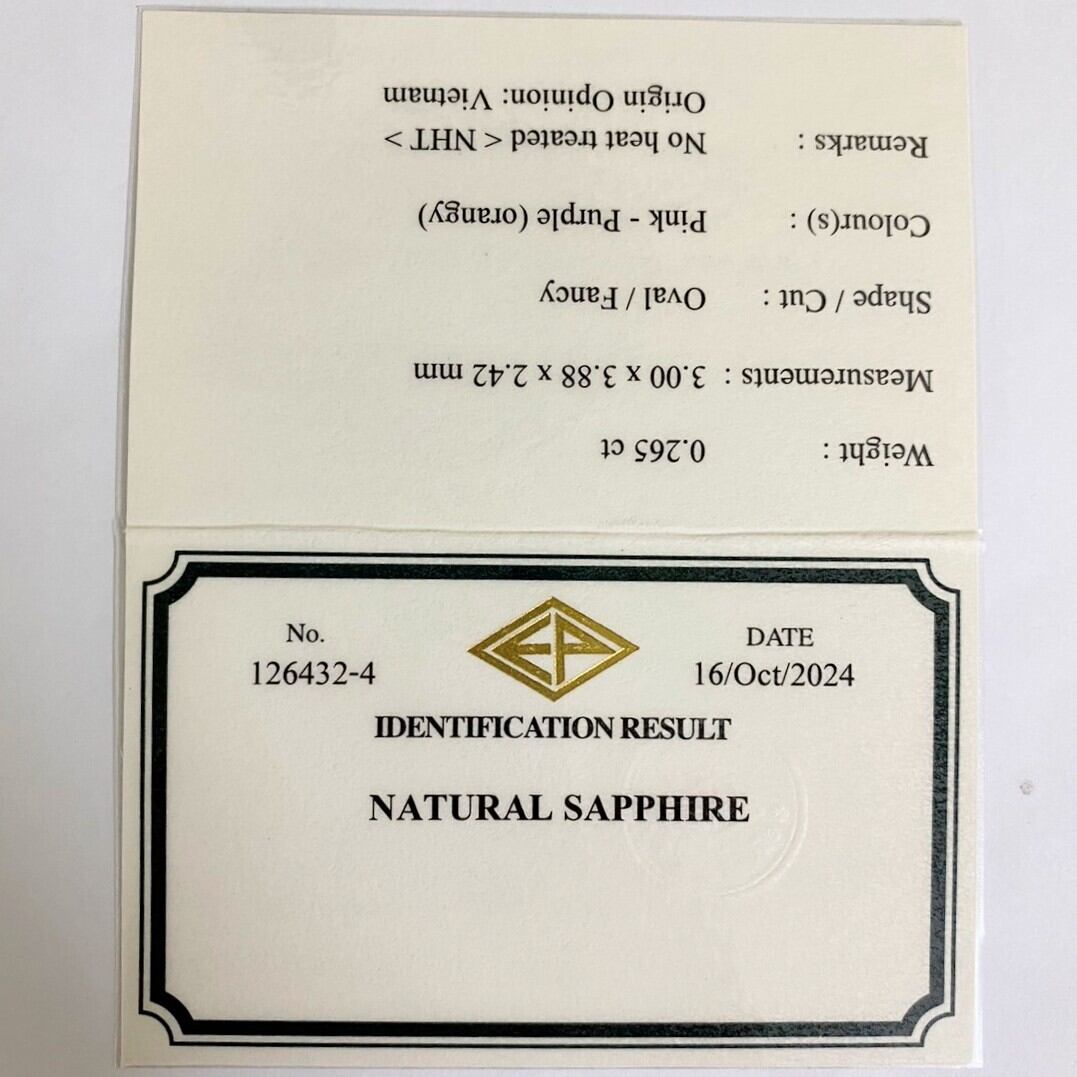 No.
126432-4
EP
DATE
16/Oct/2024
IDENTIFICATION RESULT
NATURAL SAPPHIRE
Weight : 0.265 ct
Measurements : 3.00 x 3.88 x 2.42 mm
Shape / Cut : Oval / Fancy
Colour(s) : Pink - Purple (orangy)
Remarks : No heat treated < NHT >
Origin Opinion: Vietnam